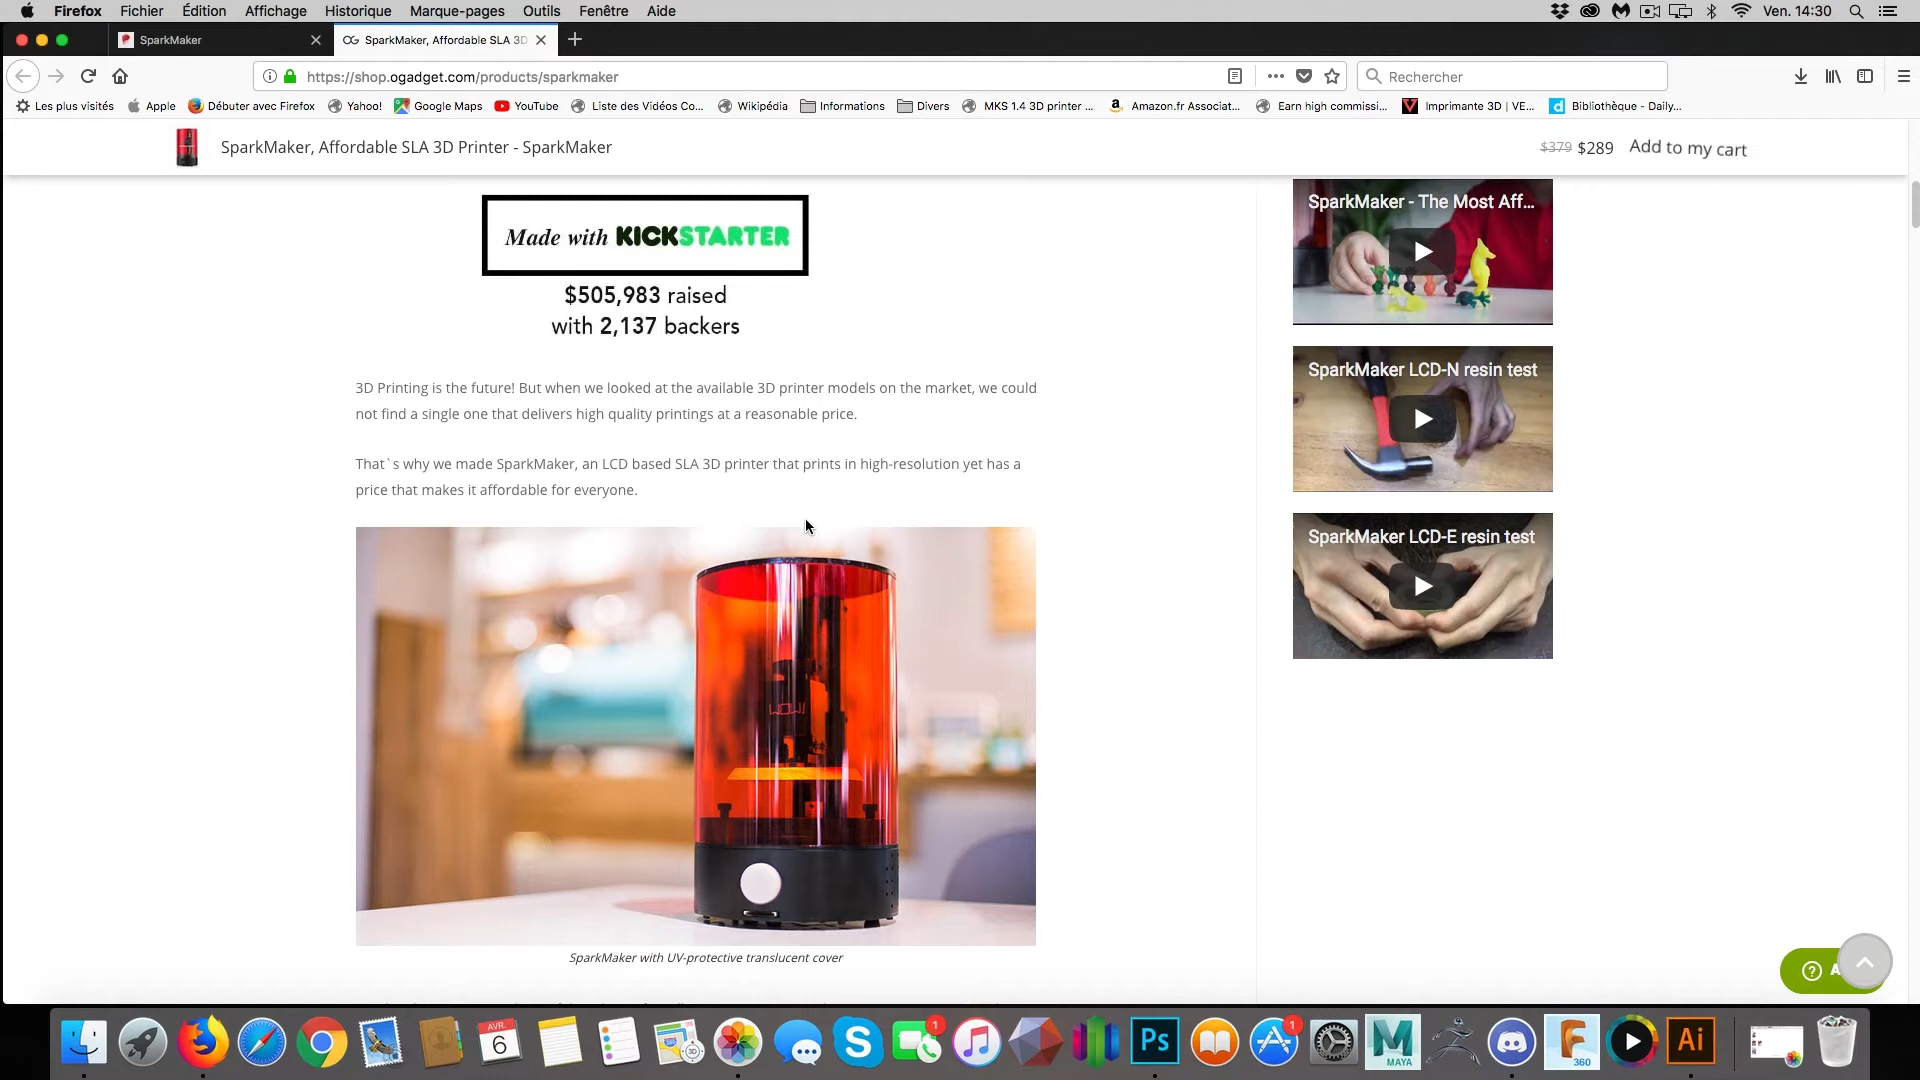 Firefox Fichier Édition Affichage Historique Marque-pages Outils Fenêtre Aide
Ven. 14:30
SparkMaker
SparkMaker, Affordable SLA 3D
https://shop.ogadget.com/products/sparkmaker
Rechercher
Les plus visités Apple Débuter avec Firefox Yahoo! Google Maps YouTube Liste des Vidéos Co... Wikipédia Informations Divers MKS 1.4 3D printer ... Amazon.fr Associat... Earn high commissi... Imprimante 3D | VE... Bibliothèque - Daily...
SparkMaker, Affordable SLA 3D Printer - SparkMaker
$379 $289 Add to my cart
Made with KICKSTARTER
$505,983 raised
with 2,137 backers
3D Printing is the future! But when we looked at the available 3D printer models on the market, we could
not find a single one that delivers high quality printings at a reasonable price.
That`s why we made SparkMaker, an LCD based SLA 3D printer that prints in high-resolution yet has a
price that makes it affordable for everyone.
WOW!
SparkMaker with UV-protective translucent cover
SparkMaker - The Most Aff...
SparkMaker LCD-N resin test
SparkMaker LCD-E resin test
AVR.
6
3D
1
Ps
1
MAYA
F
360
Ai